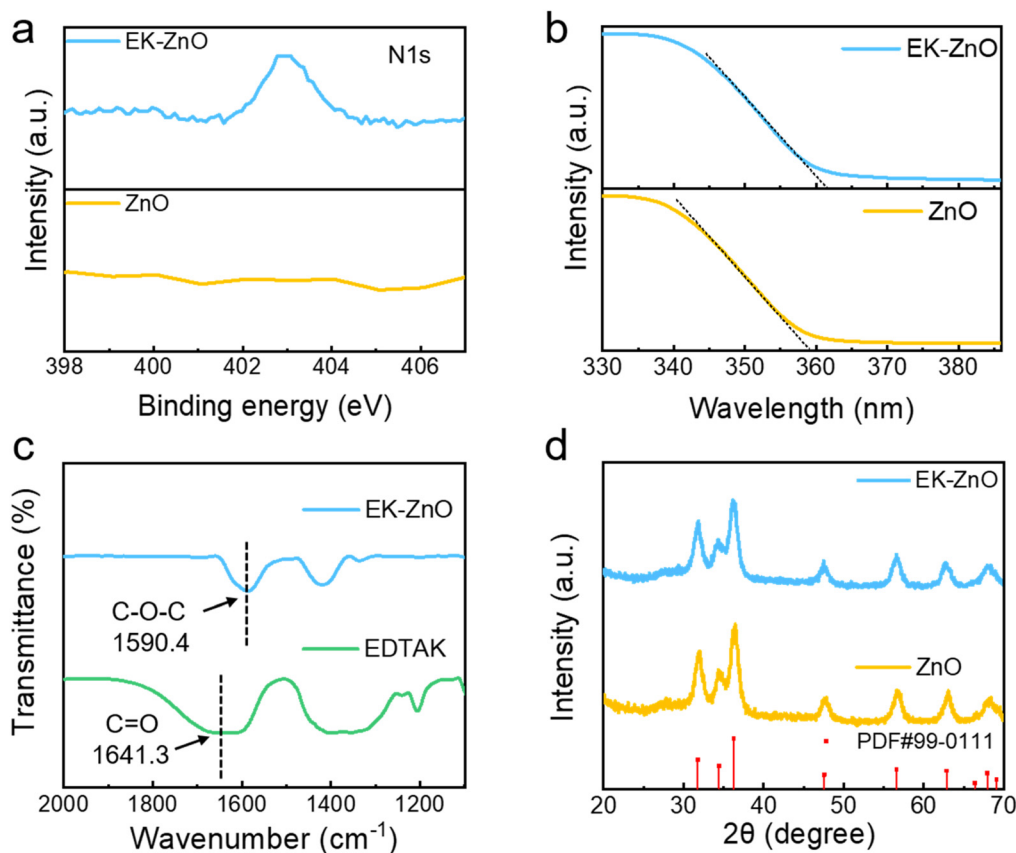 a
EK-ZnO
N1s
ZnO
Intensity (a.u.)
398 400 402 404 406
Binding energy (eV)
b
EK-ZnO
ZnO
Intensity (a.u.)
330 340 350 360 370 380
Wavelength (nm)
c
EK-ZnO
C-O-C
1590.4
EDTAK
C=O
1641.3
Transmittance (%)
2000 1800 1600 1400 1200
Wavenumber (cm⁻¹)
d
EK-ZnO
ZnO
PDF#99-0111
Intensity (a.u.)
20 30 40 50 60 70
2θ (degree)